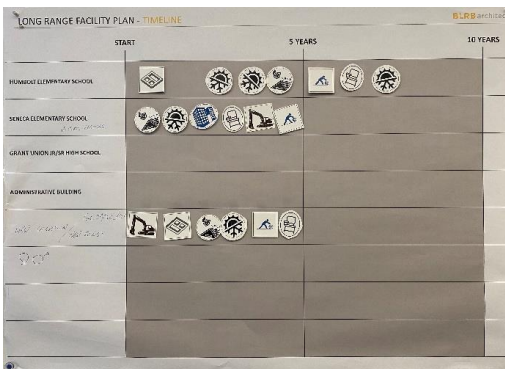 LONG RANGE FACILITY PLAN - TIMELINE
BLRB architec
START
5 YEARS
10 YEARS
HUMBOLT ELEMENTARY SCHOOL
SENECA ELEMENTARY SCHOOL
GRANT UNION JR/SR HIGH SCHOOL
ADMINISTRATIVE BUILDING